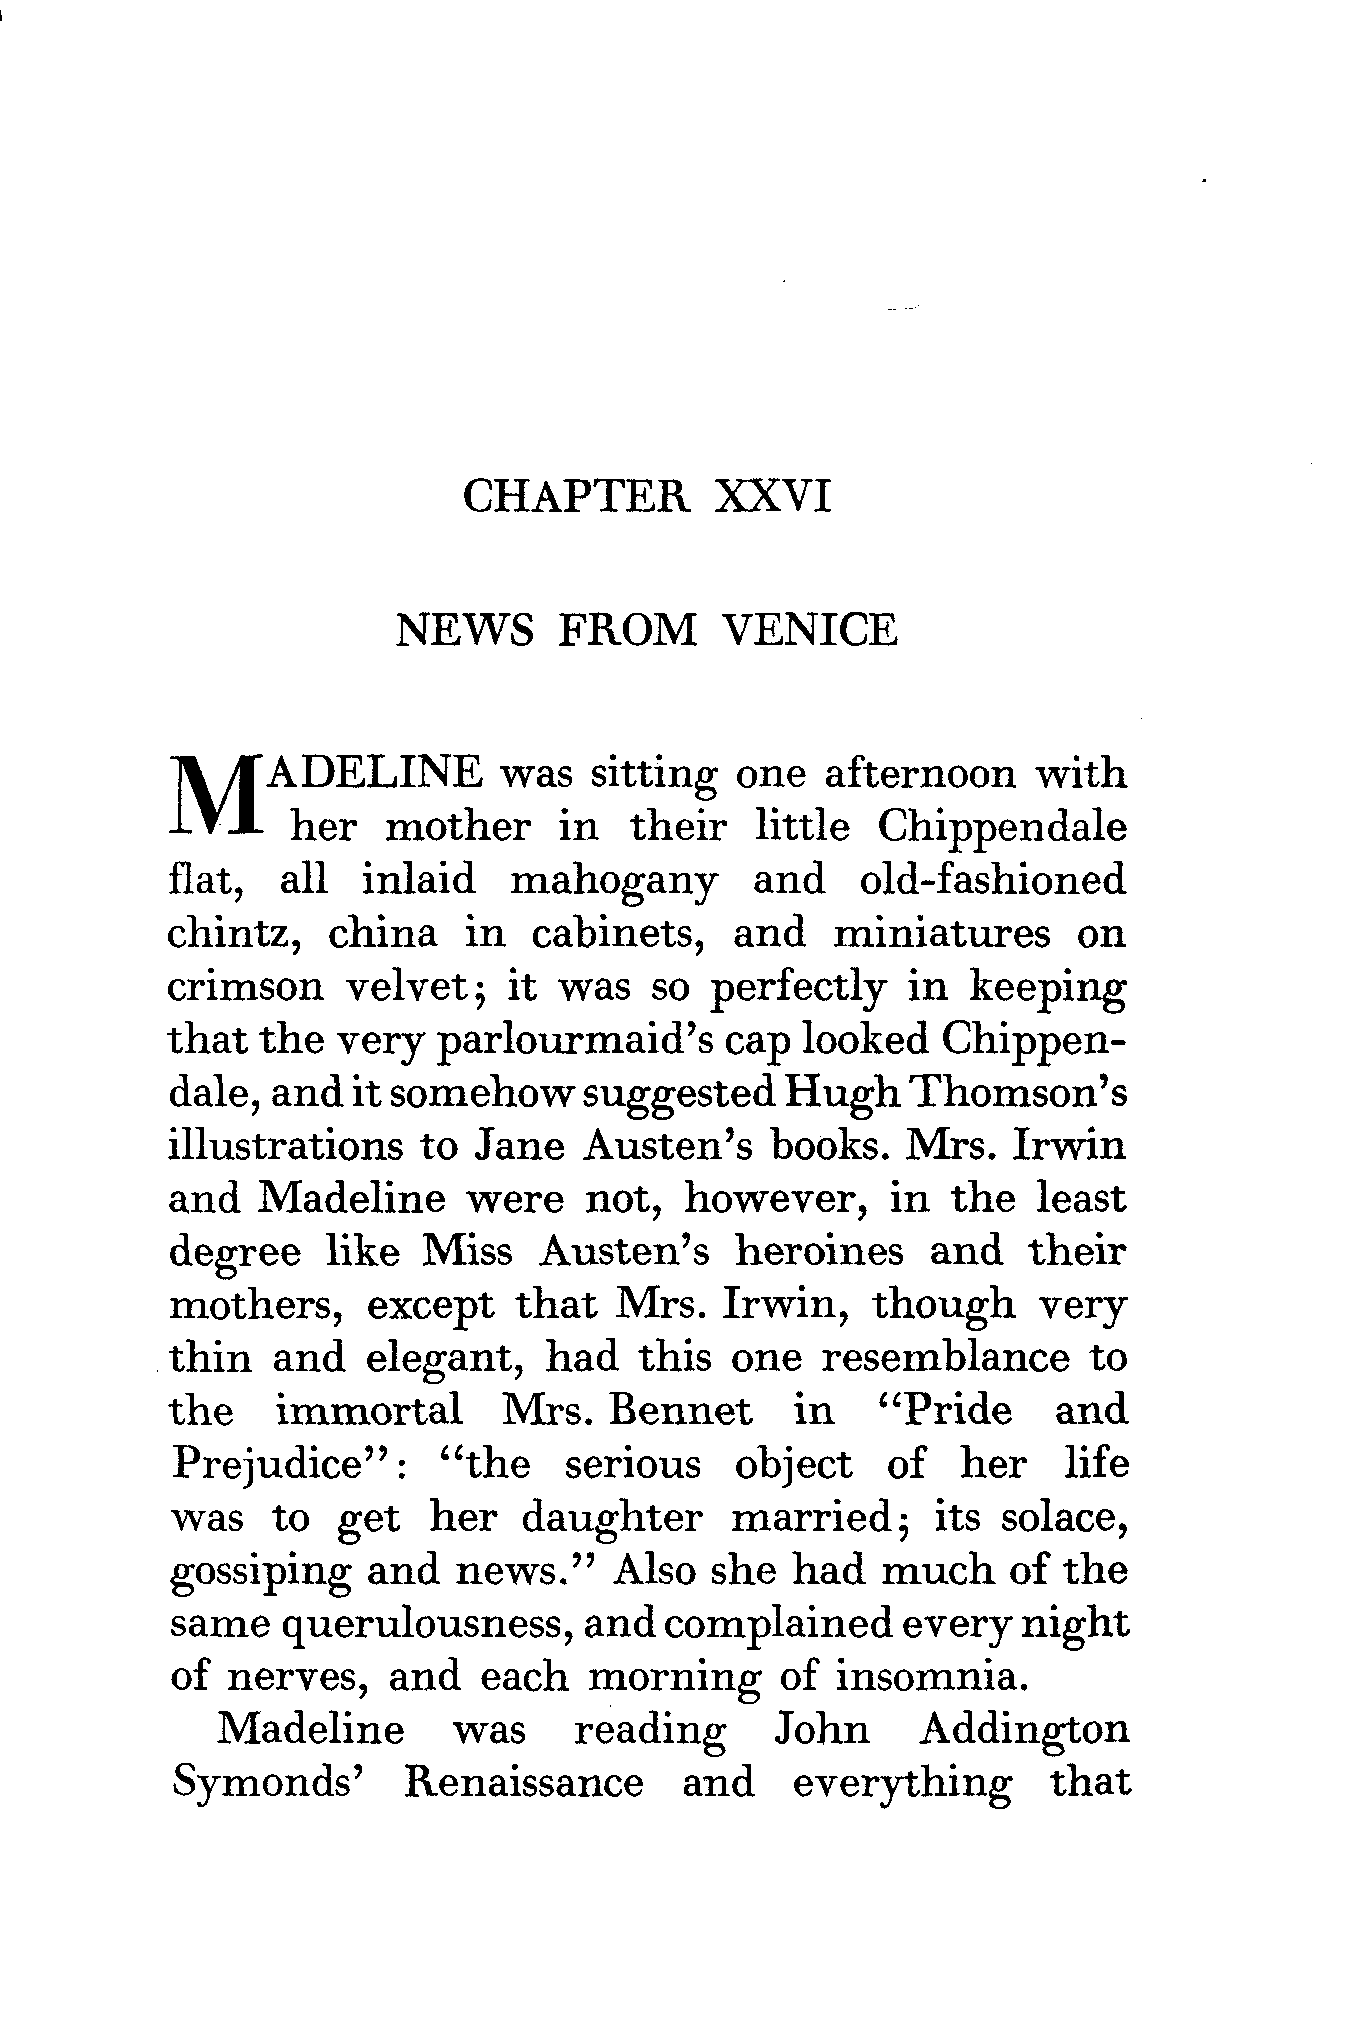 CHAPTER XXVI
NEWS FROM VENICE
MADELINE was sitting one afternoon with
her mother in their little Chippendale
flat, all inlaid mahogany and old-fashioned
chintz, china in cabinets, and miniatures on
crimson velvet; it was so perfectly in keeping
that the very parlourmaid's cap looked Chippen-
dale, and it somehow suggested Hugh Thomson's
illustrations to Jane Austen's books. Mrs. Irwin
and Madeline were not, however, in the least
degree like Miss Austen's heroines and their
mothers, except that Mrs. Irwin, though very
thin and elegant, had this one resemblance to
the immortal Mrs. Bennet in “Pride and
Prejudice”: “the serious object of her life
was to get her daughter married; its solace,
gossiping and news.” Also she had much of the
same querulousness, and complained every night
of nerves, and each morning of insomnia.
Madeline was reading John Addington
Symonds' Renaissance and everything that